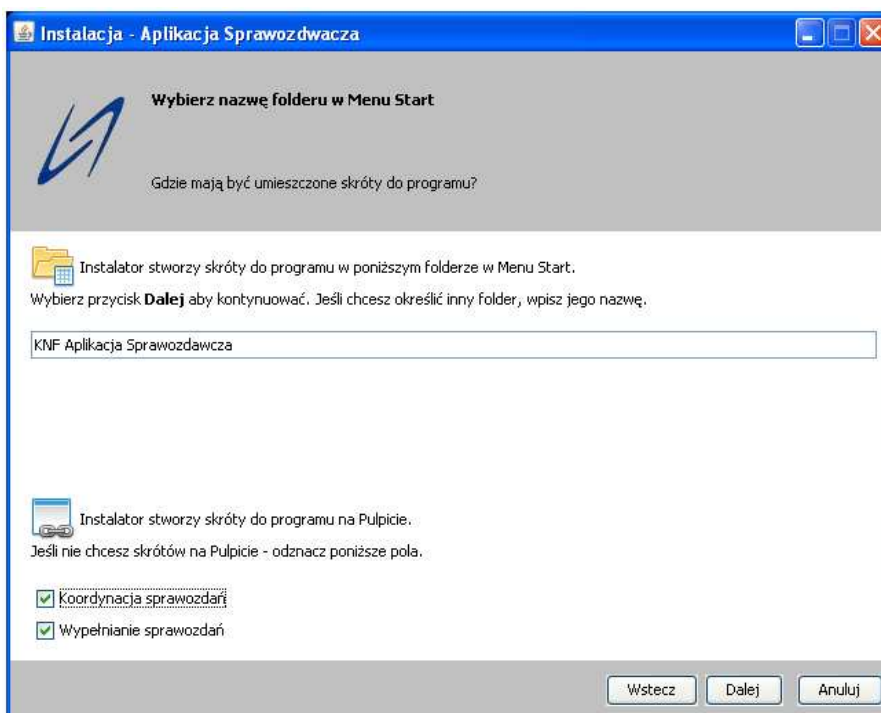 Instalacja - Aplikacja Sprawozdwacza
Wybierz nazwę folderu w Menu Start
Gdzie mają być umieszczone skróty do programu?
Instalator stworzy skróty do programu w poniższym folderze w Menu Start.
Wybierz przycisk Dalej aby kontynuować. Jeśli chcesz określić inny folder, wpisz jego nazwę.
KNF Aplikacja Sprawozdawcza
Instalator stworzy skróty do programu na Pulpicie.
Jeśli nie chcesz skrótów na Pulpicie - odznacz poniższe pola.
Koordynacja sprawozdań
Wypełnianie sprawozdań
Wstecz Dalej Anuluj